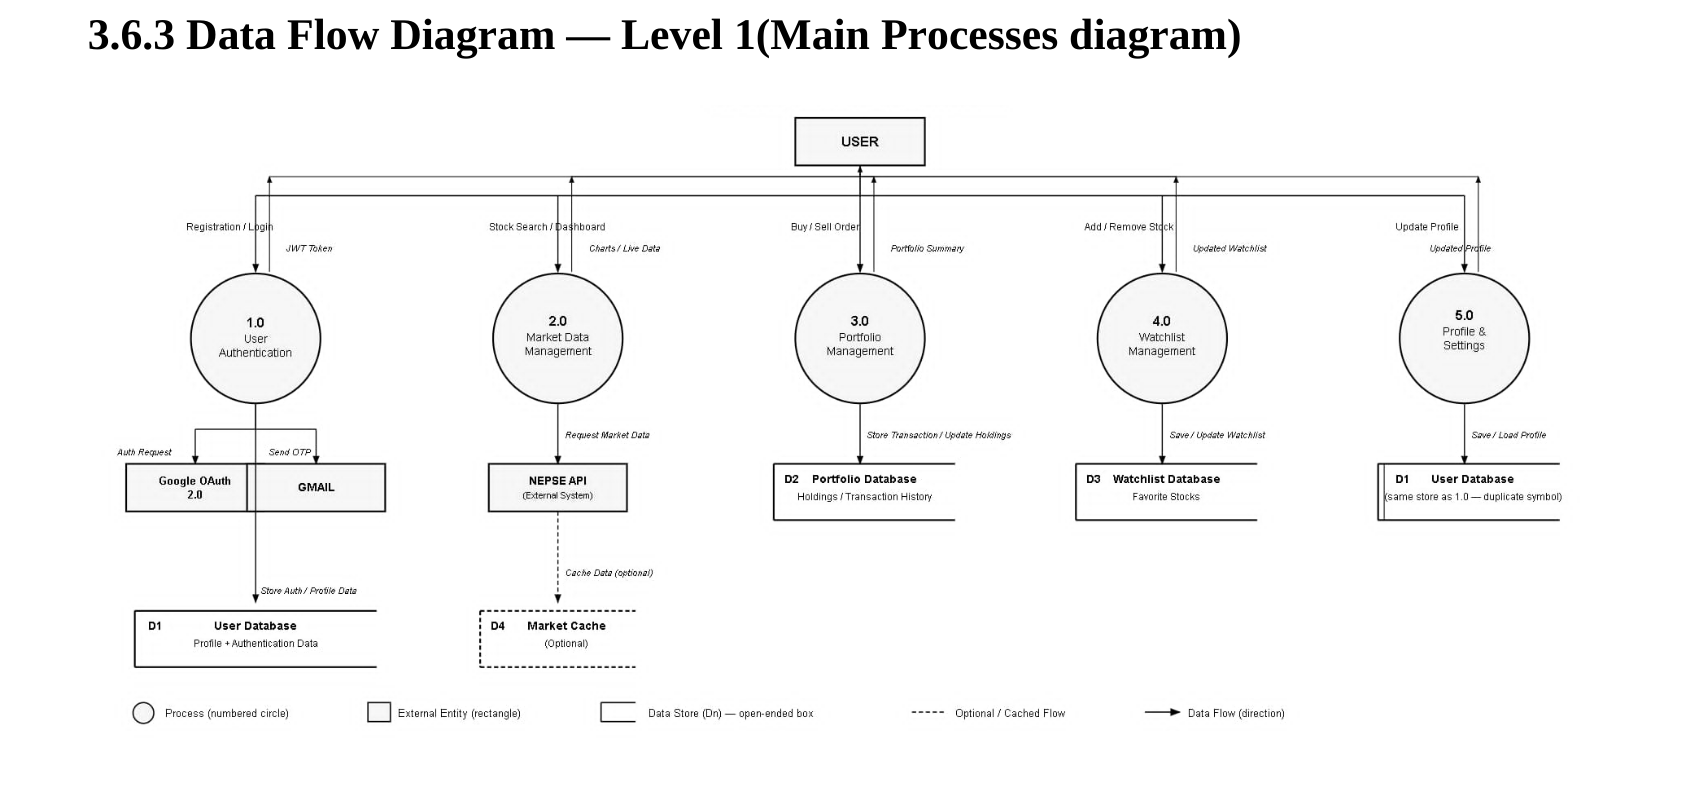 3.6.3 Data Flow Diagram — Level 1(Main Processes diagram)
USER
Registration / Login
Stock Search / Dashboard
Buy / Sell Order
Add / Remove Stock
Update Profile
JWT Token
Charts / Live Data
Portfolio Summary
Updated Watchlist
Updated Profile
1.0
User
Authentication
2.0
Market Data
Management
3.0
Portfolio
Management
4.0
Watchlist
Management
5.0
Profile &
Settings
Auth Request
Send OTP
Request Market Data
Store Transaction / Update Holdings
Save / Update Watchlist
Save / Load Profile
Google OAuth
2.0
GMAIL
NEPSE API
(External System)
D2 Portfolio Database
Holdings / Transaction History
D3 Watchlist Database
Favorite Stocks
D1 User Database
(same store as 1.0 — duplicate symbol)
Cache Data (optional)
Store Auth / Profile Data
D1 User Database
Profile + Authentication Data
D4 Market Cache
(Optional)
Process (numbered circle)
External Entity (rectangle)
Data Store (Dn) — open-ended box
Optional / Cached Flow
Data Flow (direction)